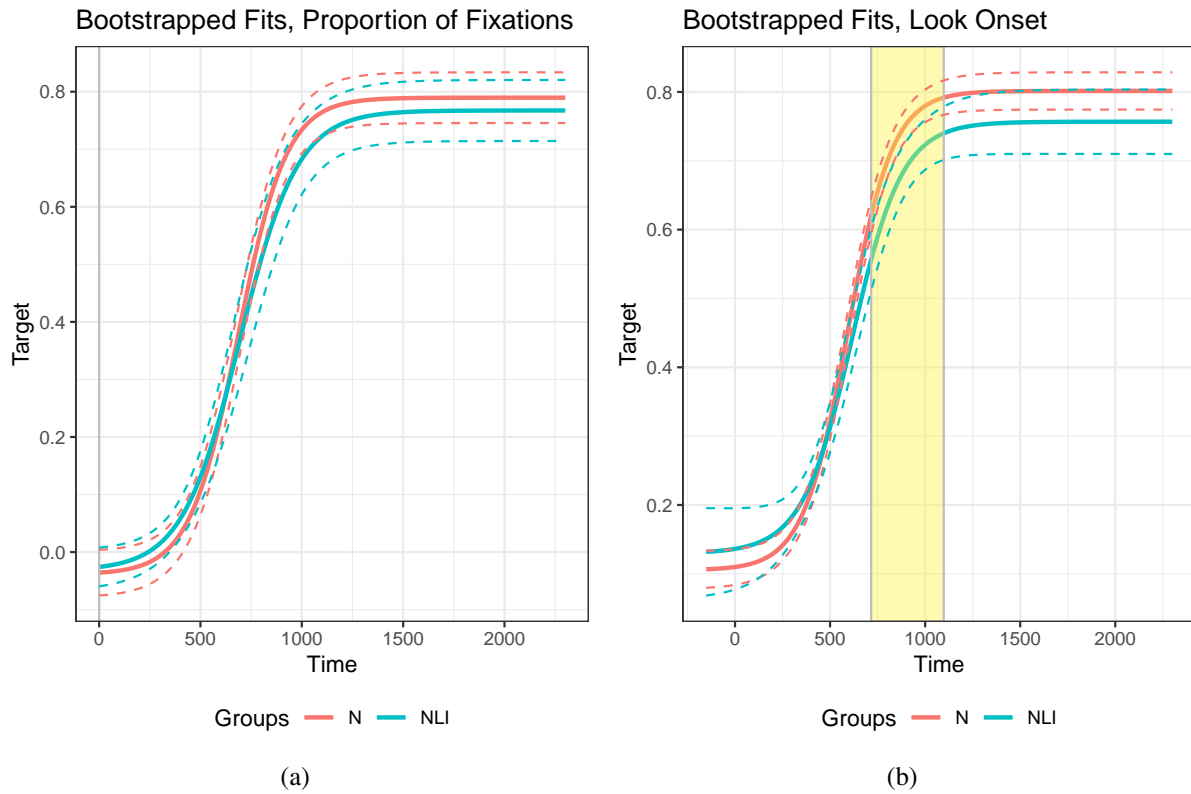 Bootstrapped Fits, Proportion of Fixations
0.8
0.6
0.4
0.2
0.0
Target
0
500
1000
1500
2000
Time
Groups N NLI
(a)
Bootstrapped Fits, Look Onset
0.8
0.6
0.4
0.2
Target
0
500
1000
1500
2000
Time
Groups N NLI
(b)